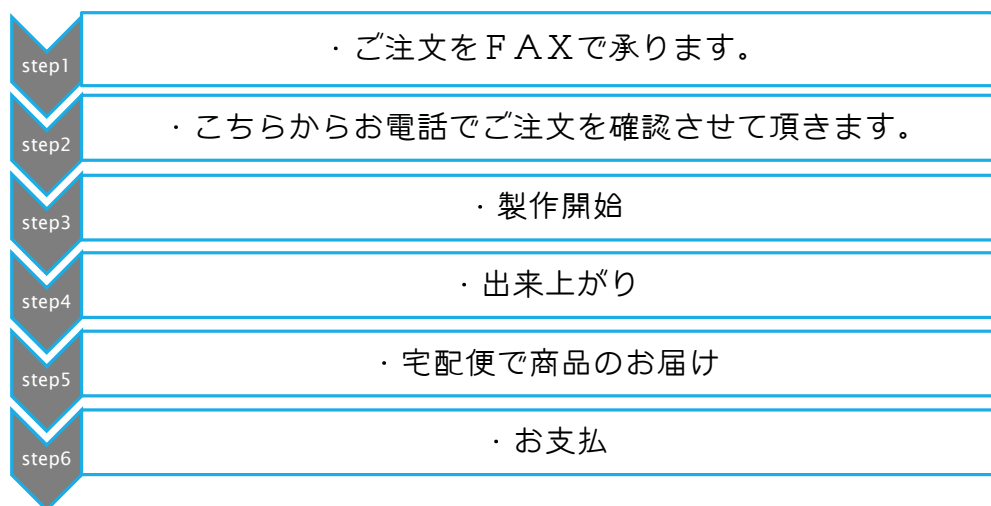 step1
・ご注文をＦＡＸで承ります。
step2
・こちらからお電話でご注文を確認させて頂きます。
step3
・製作開始
step4
・出来上がり
step5
・宅配便で商品のお届け
step6
・お支払